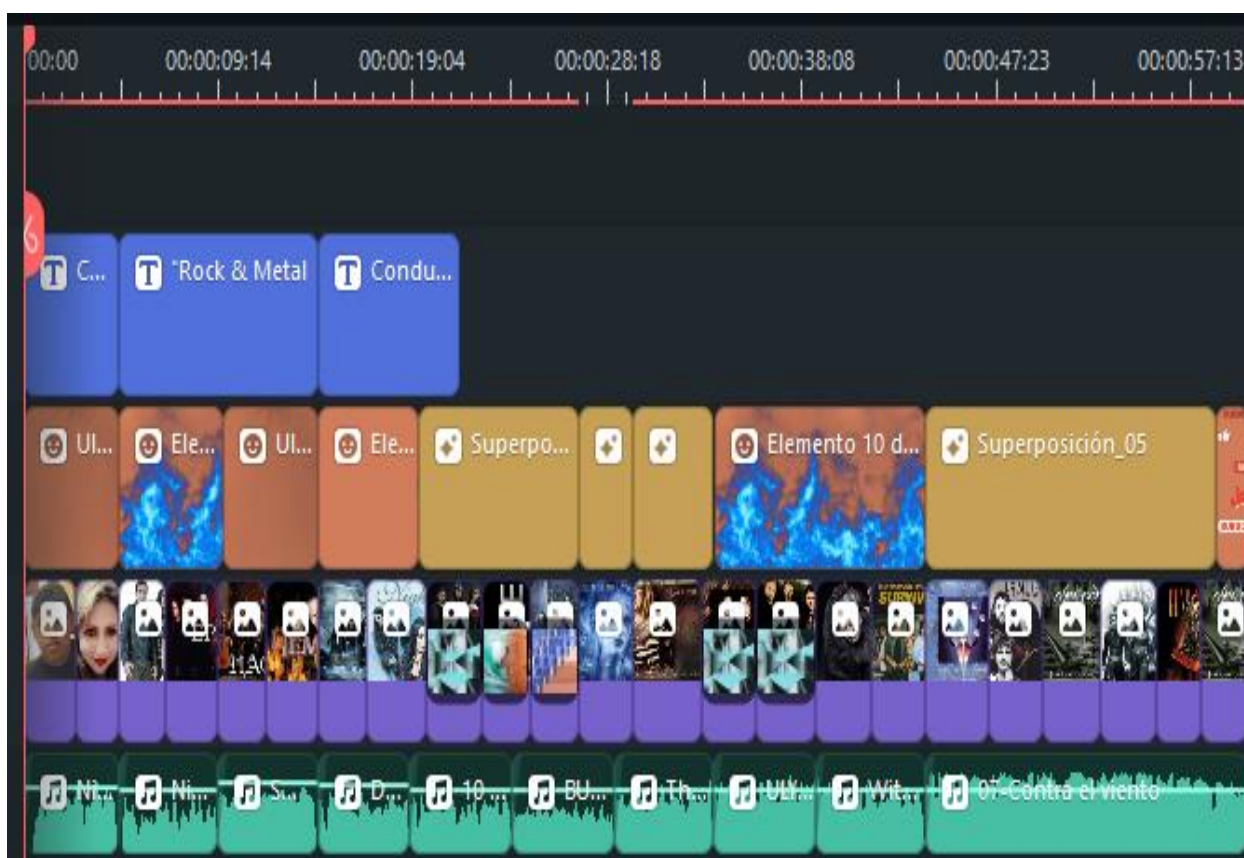 00:00 00:00:09:14 00:00:19:04 00:00:28:18 00:00:38:08 00:00:47:23 00:00:57:13
T C... T "Rock & Metal T Condu...
Ul... Ele... Ul... Ele... Superpo... Elemento 10 d... Superposición_05
Ni... Ni... S... D... 10 ... BU... Th... ULY... Wit... 07-Contra el viento